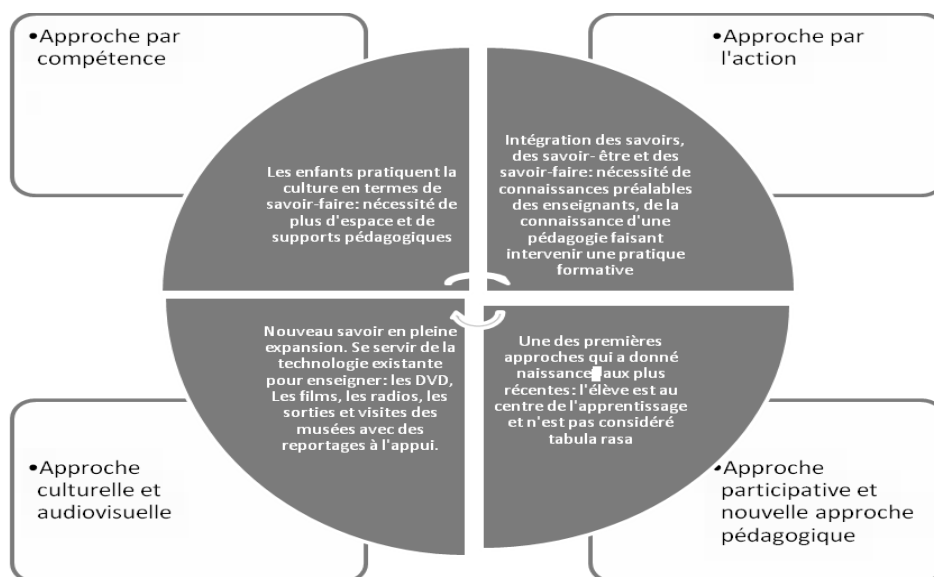 •Approche par
compétence
•Approche par
l'action
Les enfants pratiquent la
culture en termes de
savoir-faire: nécessité de
plus d'espace et de
supports pédagogiques
Intégration des savoirs,
des savoir- être et des
savoir-faire: nécessité de
connaissances préalables
des enseignants, de la
connaissance d'une
pédagogie faisant
intervenir une pratique
formative
Nouveau savoir en pleine
expansion. Se servir de la
technologie existante
pour enseigner: les DVD,
Les films, les radios, les
sorties et visites des
musées avec des
reportages à l'appui.
Une des premières
approches qui a donné
naissance aux plus
récentes: l'élève est au
centre de l'apprentissage
et n'est pas considéré
tabula rasa
•Approche
culturelle et
audiovisuelle
•Approche
participative et
nouvelle approche
pédagogique